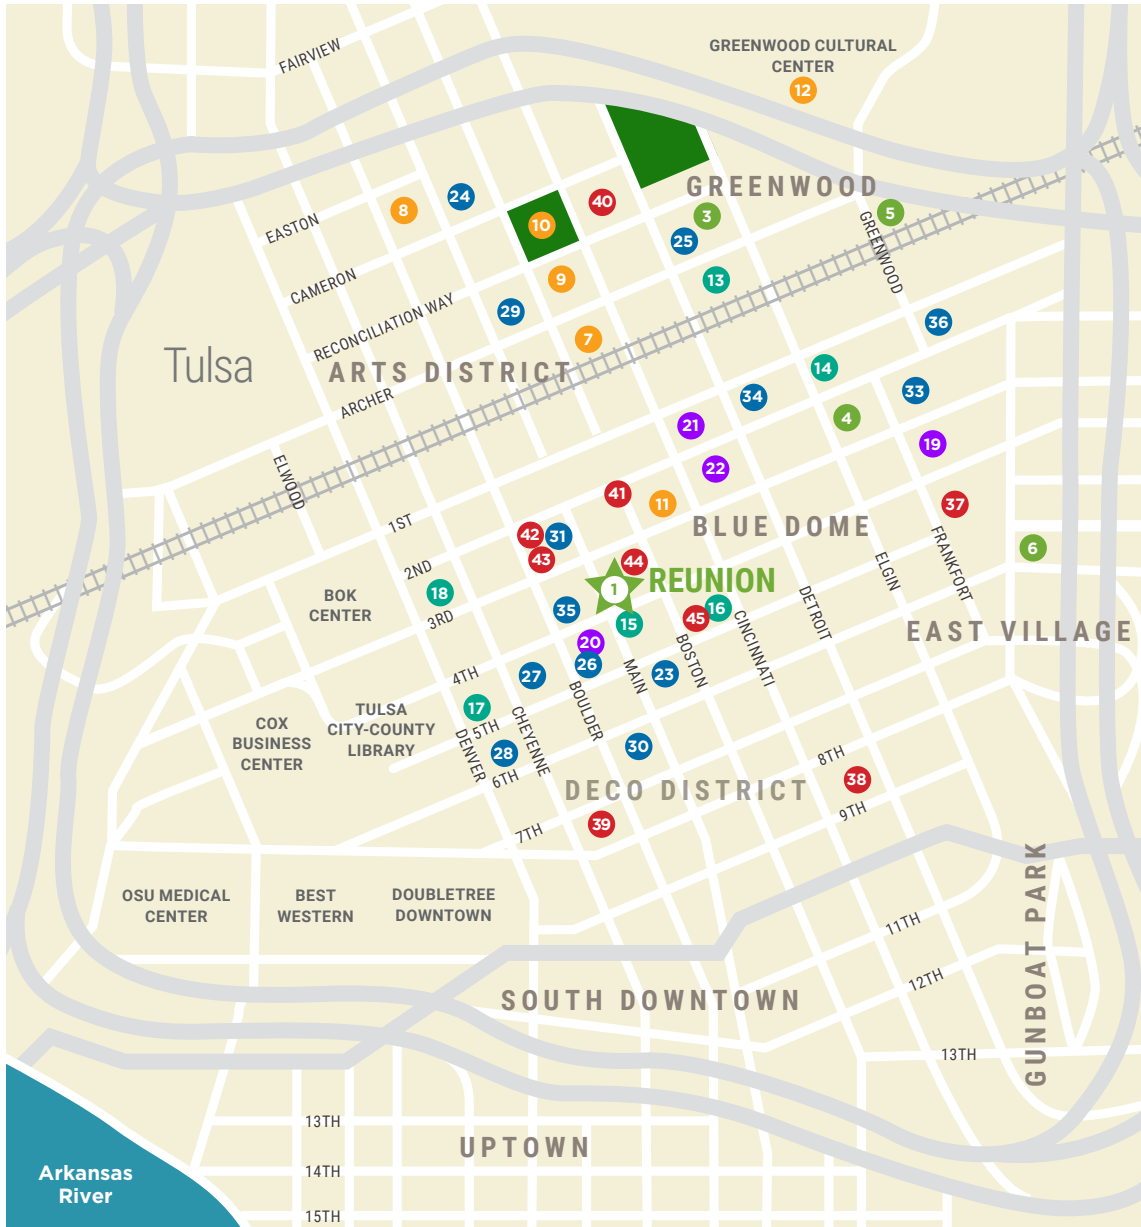 FAIRVIEW
GREENWOOD CULTURAL
CENTER
12
GREENWOOD
40
8
24
10
3
5
EASTON
25
GREENWOOD
9
13
CAMERON
29
RECONCILIATION WAY
36
7
Tulsa
ARTS DISTRICT
14
ARCHER
34
33
21
4
19
ELWOOD
22
41
11
37
1ST
BLUE DOME
42
31
43
44
6
FRANKFORT
2ND
ELGIN
REUNION
1
18
BOK
CENTER
3RD
35
16
DETROIT
45
15
CINCINNATI
EAST VILLAGE
20
26
BOSTON
4TH
27
MAIN
23
17
BOULDER
TULSA
CITY-COUNTY
LIBRARY
COX
BUSINESS
CENTER
5TH
CHEYENNE
DENVER
28
30
6TH
8TH
DECO DISTRICT
38
9TH
39
7TH
OSU MEDICAL
CENTER
BEST
WESTERN
DOUBLETREE
DOWNTOWN
11TH
GUNBOAT PARK
12TH
SOUTH DOWNTOWN
13TH
13TH
UPTOWN
Arkansas
River
14TH
15TH